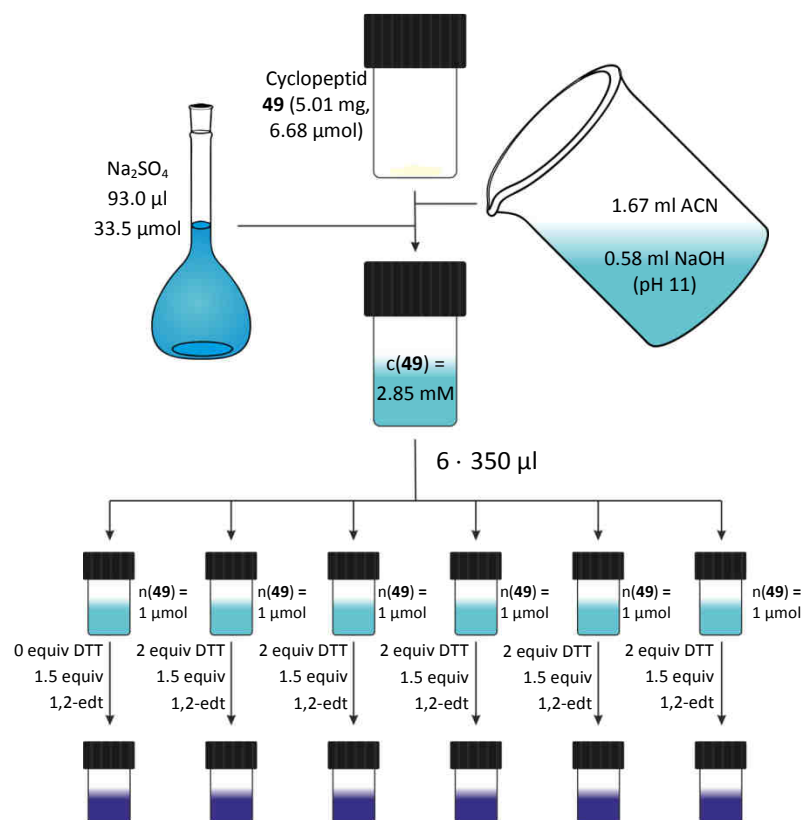 Cyclopeptid
49 (5.01 mg,
6.68 µmol)
Na₂SO₄
93.0 µl
33.5 µmol
1.67 ml ACN
0.58 ml NaOH
(pH 11)
c(49) =
2.85 mM
6 · 350 µl
n(49) =
1 µmol
n(49) =
1 µmol
n(49) =
1 µmol
n(49) =
1 µmol
n(49) =
1 µmol
n(49) =
1 µmol
0 equiv DTT
1.5 equiv
1,2-edt
2 equiv DTT
1.5 equiv
1,2-edt
2 equiv DTT
1.5 equiv
1,2-edt
2 equiv DTT
1.5 equiv
1,2-edt
2 equiv DTT
1.5 equiv
1,2-edt
2 equiv DTT
1.5 equiv
1,2-edt